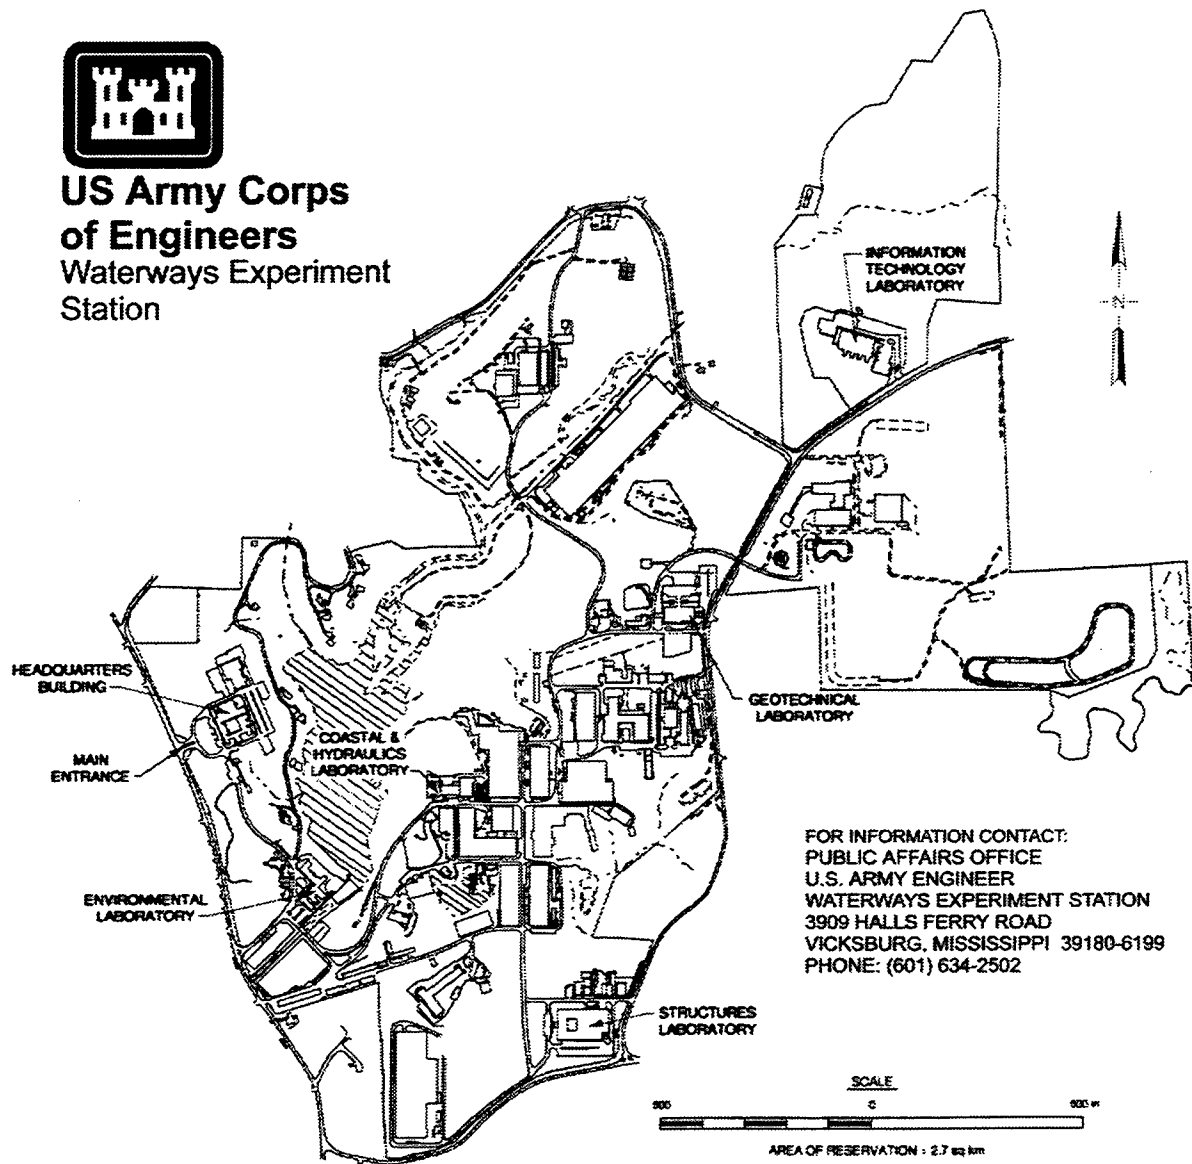 US Army Corps
of Engineers
Waterways Experiment
Station
INFORMATION
TECHNOLOGY
LABORATORY
N
HEADQUARTERS
BUILDING
MAIN
ENTRANCE
COASTAL &
HYDRAULICS
LABORATORY
GEOTECHNICAL
LABORATORY
ENVIRONMENTAL
LABORATORY
STRUCTURES
LABORATORY
FOR INFORMATION CONTACT:
PUBLIC AFFAIRS OFFICE
U.S. ARMY ENGINEER
WATERWAYS EXPERIMENT STATION
3909 HALLS FERRY ROAD
VICKSBURG, MISSISSIPPI 39180-6199
PHONE: (601) 634-2502
SCALE
0
AREA OF RESERVATION : 2.7 sq km